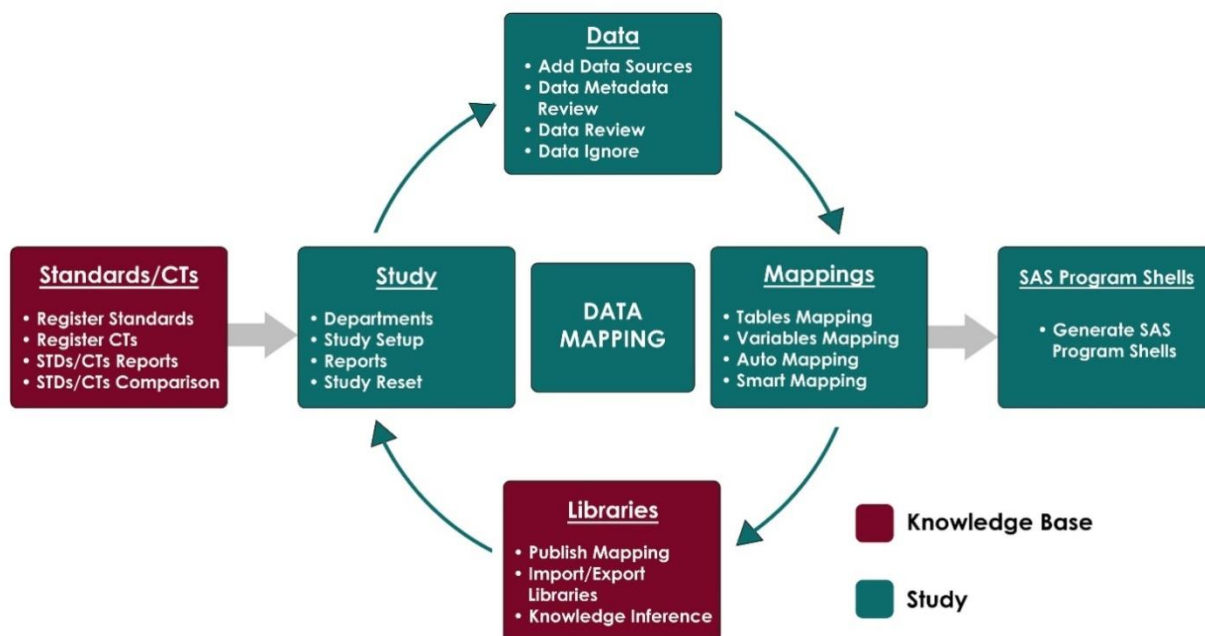 Data
• Add Data Sources
• Data Metadata
Review
• Data Review
• Data Ignore
Standards/CTs
• Register Standards
• Register CTs
• STDs/CTs Reports
• STDs/CTs Comparison
Study
• Departments
• Study Setup
• Reports
• Study Reset
DATA
MAPPING
Mappings
• Tables Mapping
• Variables Mapping
• Auto Mapping
• Smart Mapping
SAS Program Shells
• Generate SAS
Program Shells
Libraries
• Publish Mapping
• Import/Export
Libraries
• Knowledge Inference
Knowledge Base
Study